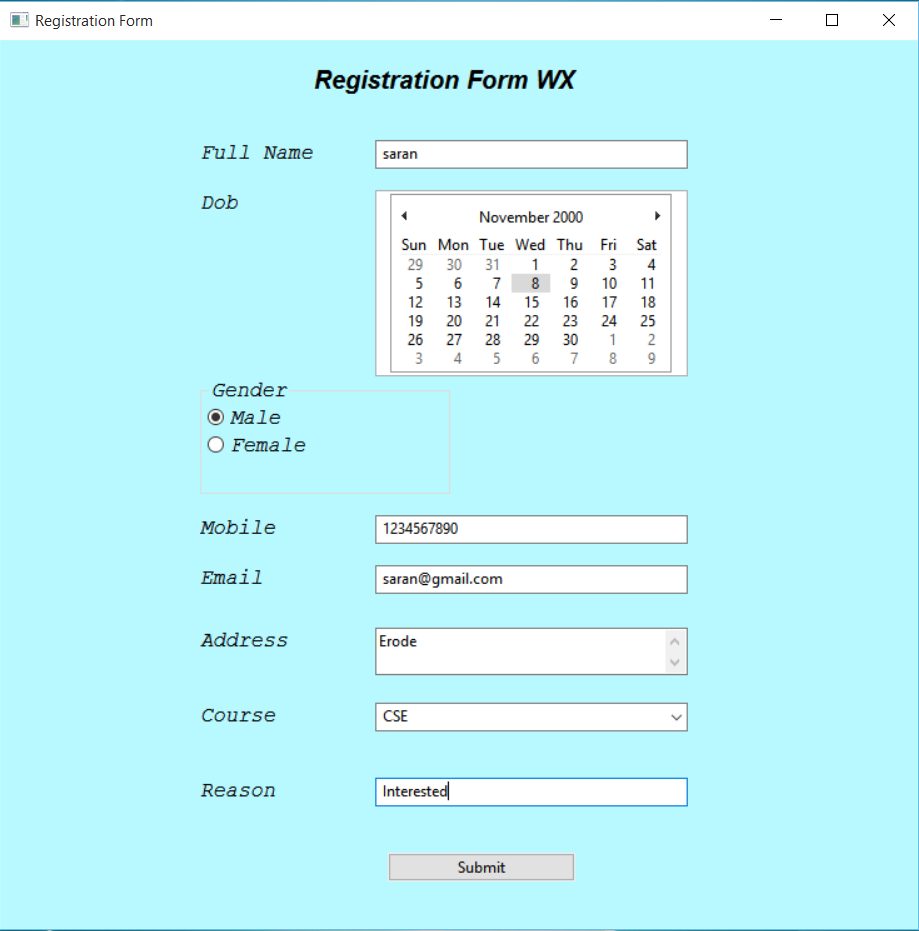 Registration Form
Registration Form WX
Full Name saran
Dob
November 2000
Sun Mon Tue Wed Thu Fri Sat
29 30 31 1 2 3 4
5 6 7 8 9 10 11
12 13 14 15 16 17 18
19 20 21 22 23 24 25
26 27 28 29 30 1 2
3 4 5 6 7 8 9
Gender
Male
Female
Mobile 1234567890
Email saran@gmail.com
Address Erode
Course CSE
Reason Interested
Submit